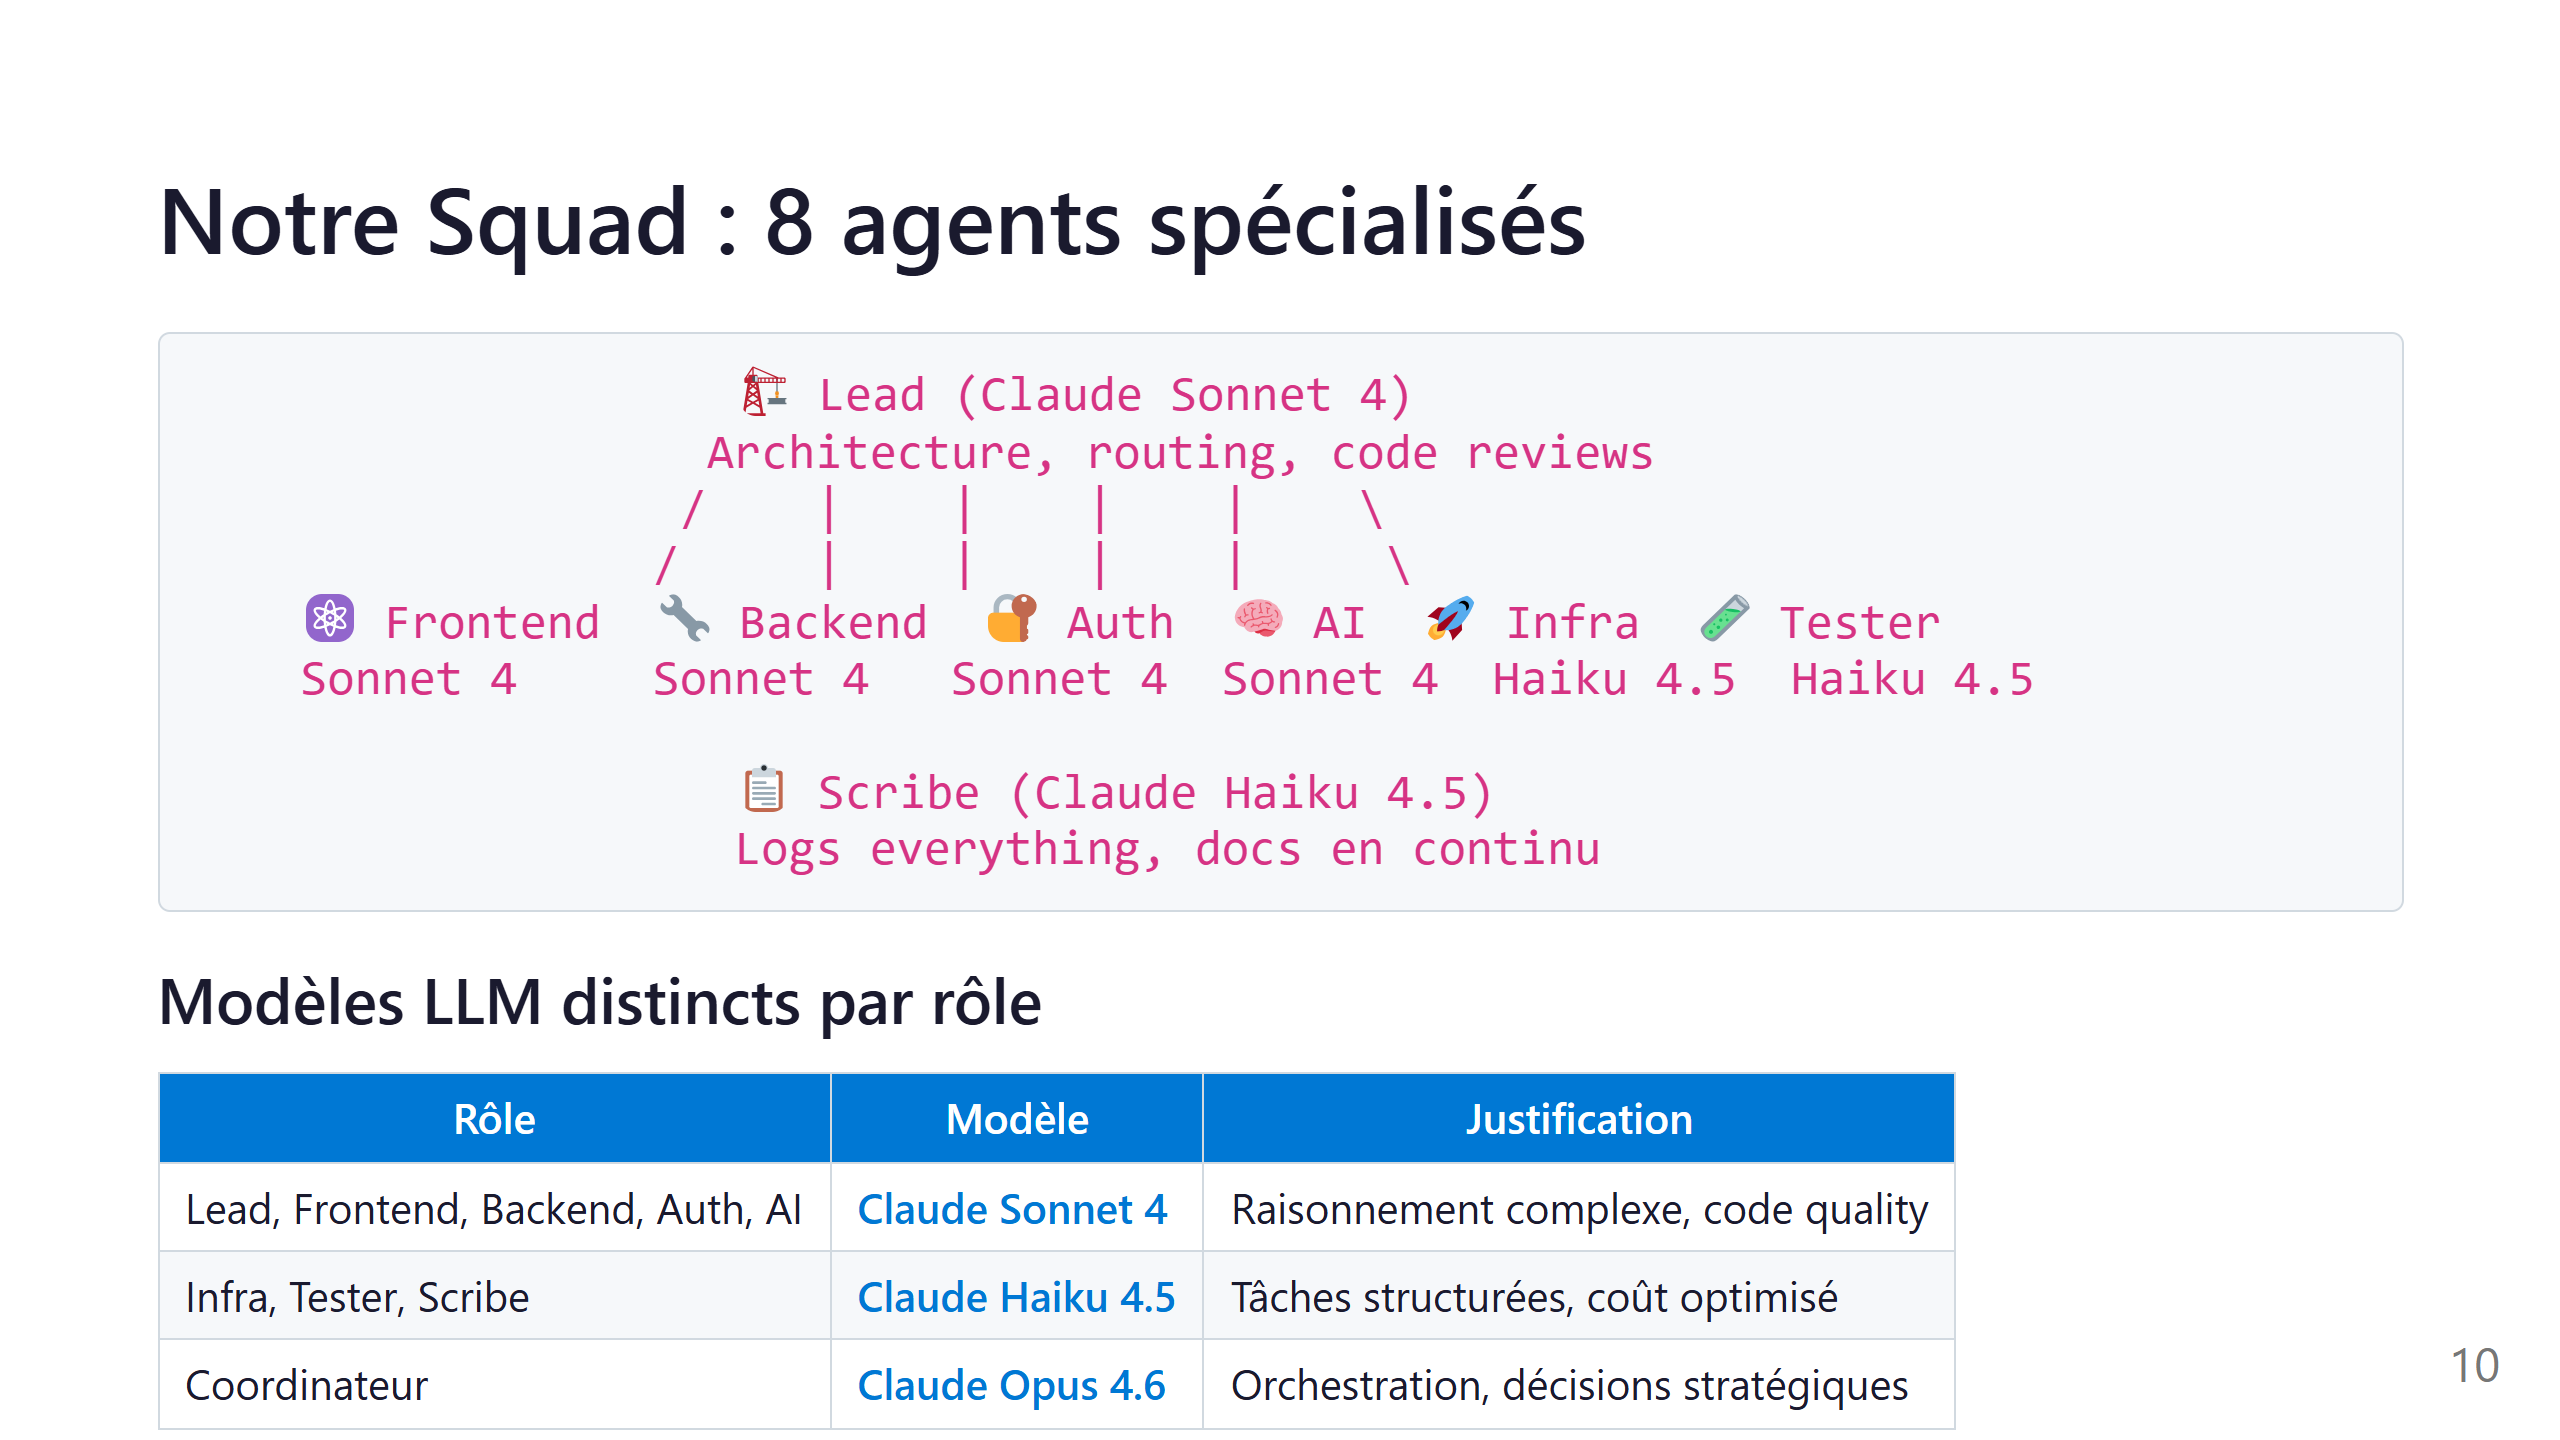 Notre Squad : 8 agents spécialisés
🏗️ Lead (Claude Sonnet 4)
Architecture, routing, code reviews
/ | | | | \
/ | | | | \
⚛️ Frontend 🔧 Backend 🔐 Auth 🧠 AI 🚀 Infra 🧪 Tester
Sonnet 4 Sonnet 4 Sonnet 4 Sonnet 4 Haiku 4.5 Haiku 4.5
📋 Scribe (Claude Haiku 4.5)
Logs everything, docs en continu
Modèles LLM distincts par rôle
Rôle Modèle Justification
Lead, Frontend, Backend, Auth, AI Claude Sonnet 4 Raisonnement complexe, code quality
Infra, Tester, Scribe Claude Haiku 4.5 Tâches structurées, coût optimisé
Coordinateur Claude Opus 4.6 Orchestration, décisions stratégiques
10